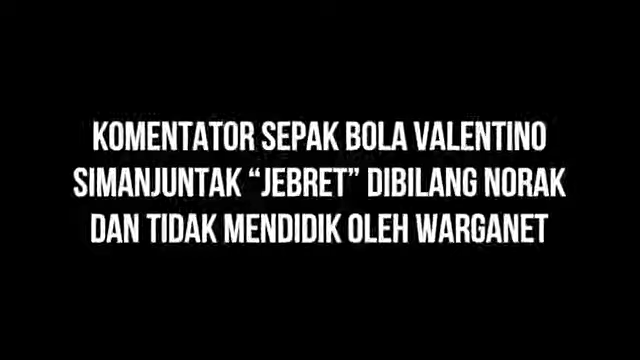 KOMENTATOR SEPAK BOLA VALENTINO
SIMANJUNTAK “JEBRET” DIBILANG NORAK
DAN TIDAK MENDIDIK OLEH WARGANET